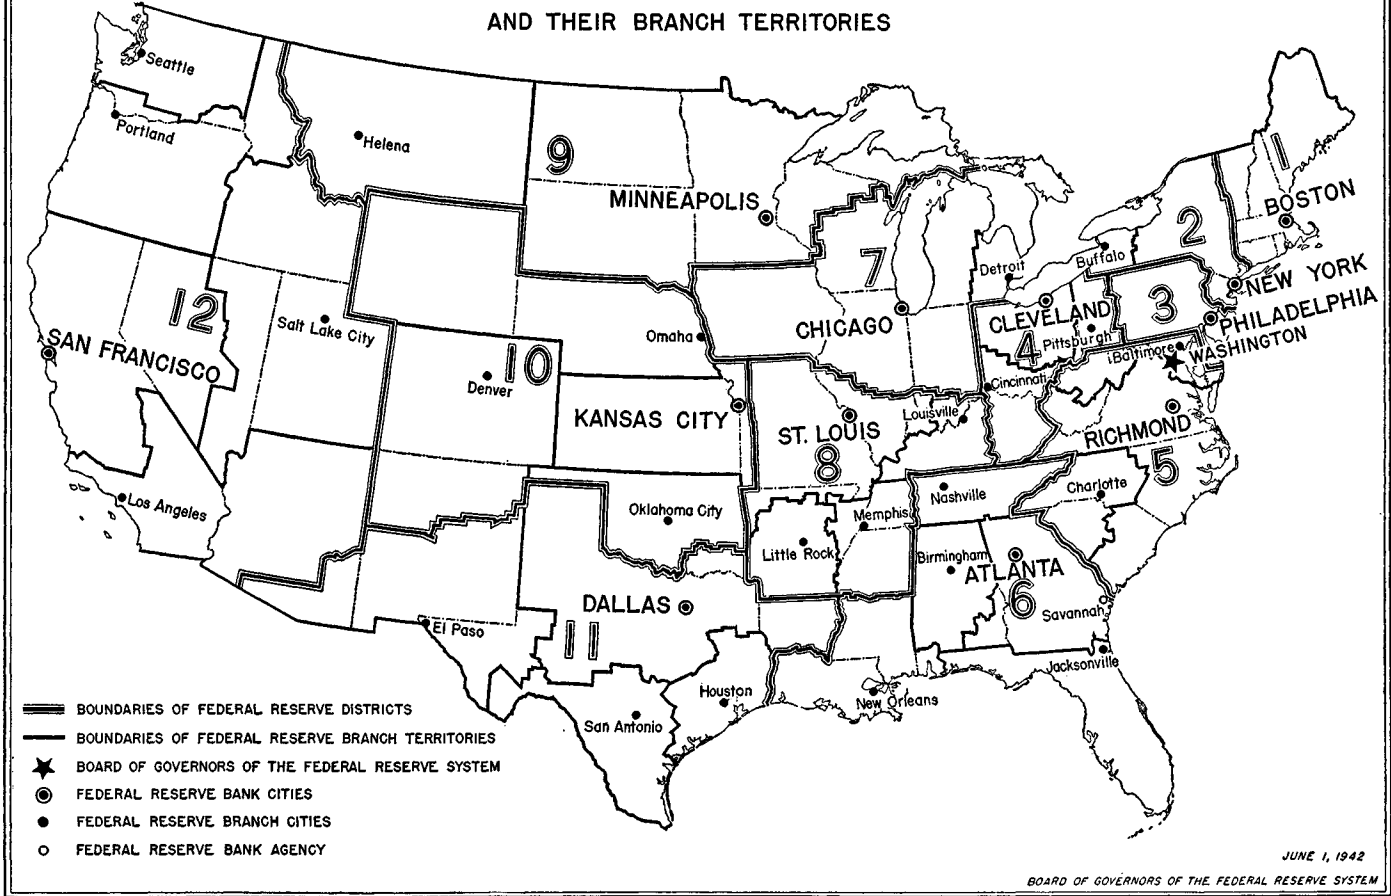 AND THEIR BRANCH TERRITORIES
Seattle
Portland
Helena
9
MINNEAPOLIS
1
BOSTON
2
7
Detroit
Buffalo
NEW YORK
3
PHILADELPHIA
12
Salt Lake City
SAN FRANCISCO
Omaha
CHICAGO
CLEVELAND
4
Pittsburgh
Baltimore
WASHINGTON
10
Denver
Cincinnati
KANSAS CITY
ST. LOUIS
8
Louisville
RICHMOND
5
Los Angeles
Oklahoma City
Nashville
Charlotte
Memphis
Little Rock
Birmingham
ATLANTA
6
Savannah
DALLAS
11
El Paso
Jacksonville
Houston
San Antonio
New Orleans
BOUNDARIES OF FEDERAL RESERVE DISTRICTS
BOUNDARIES OF FEDERAL RESERVE BRANCH TERRITORIES
BOARD OF GOVERNORS OF THE FEDERAL RESERVE SYSTEM
FEDERAL RESERVE BANK CITIES
FEDERAL RESERVE BRANCH CITIES
FEDERAL RESERVE BANK AGENCY
JUNE 1, 1942
BOARD OF GOVERNORS OF THE FEDERAL RESERVE SYSTEM